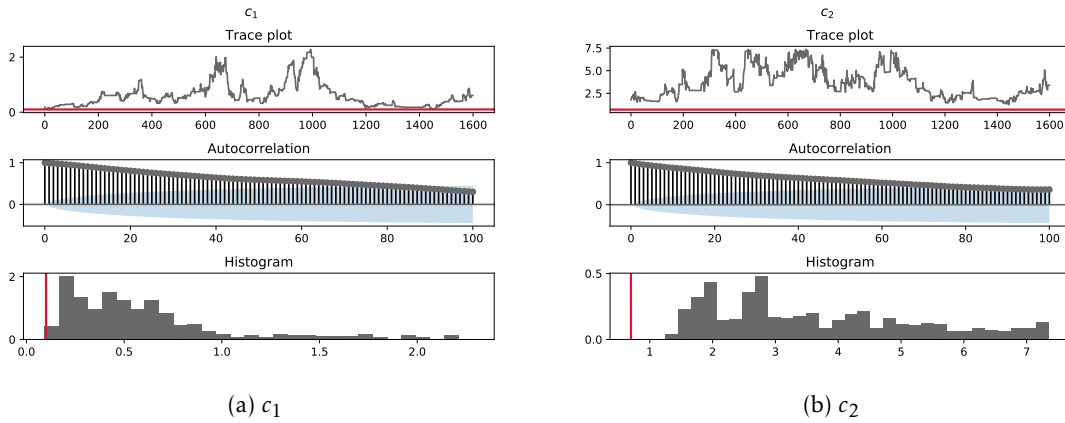 c1
Trace plot
2
0
0 200 400 600 800 1000 1200 1400 1600
Autocorrelation
1
0
0 20 40 60 80 100
Histogram
2
0
0.0 0.5 1.0 1.5 2.0
(a) c1
c2
Trace plot
7.5
5.0
2.5
0 200 400 600 800 1000 1200 1400 1600
Autocorrelation
1
0
0 20 40 60 80 100
Histogram
0.5
0.0
1 2 3 4 5 6 7
(b) c2